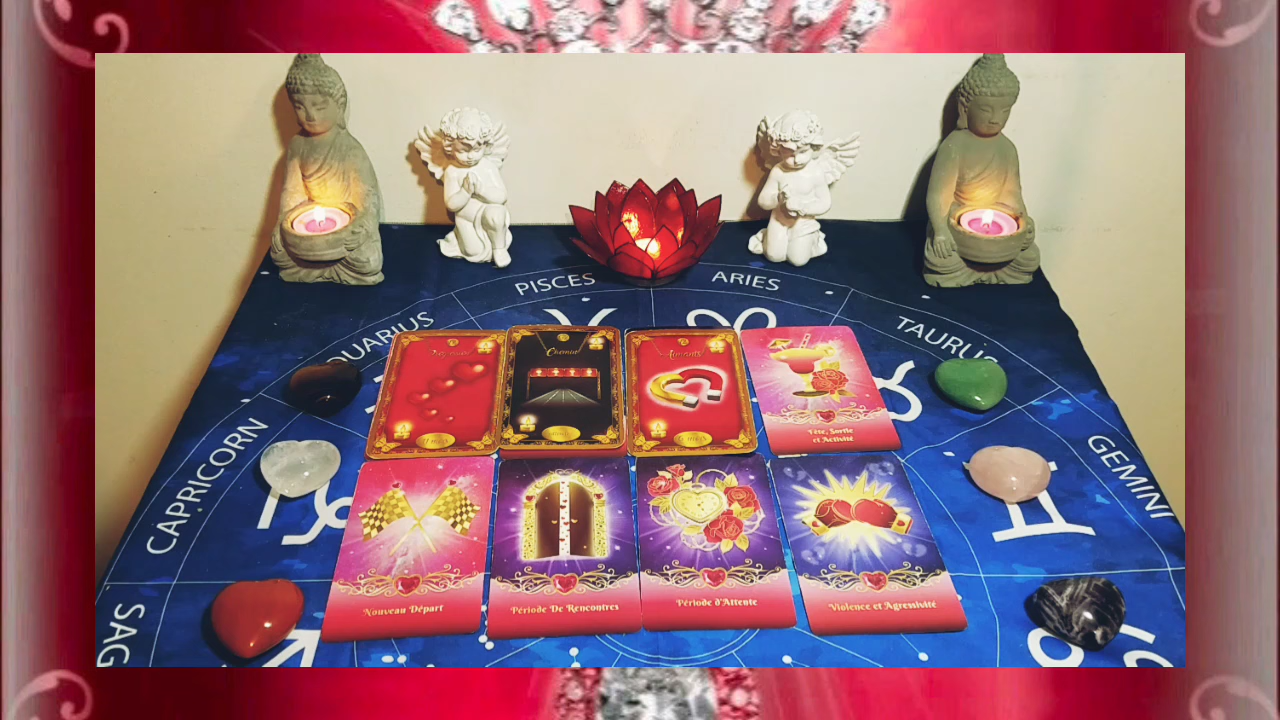 PISCES
ARIES
TAURUS
GEMINI
CAPRICORN
SAG
Chemin
Aimants
Fête, Sortie
et Activité
Nouveau Départ
Période De Rencontres
Période d'Attente
Violence et Agressivité